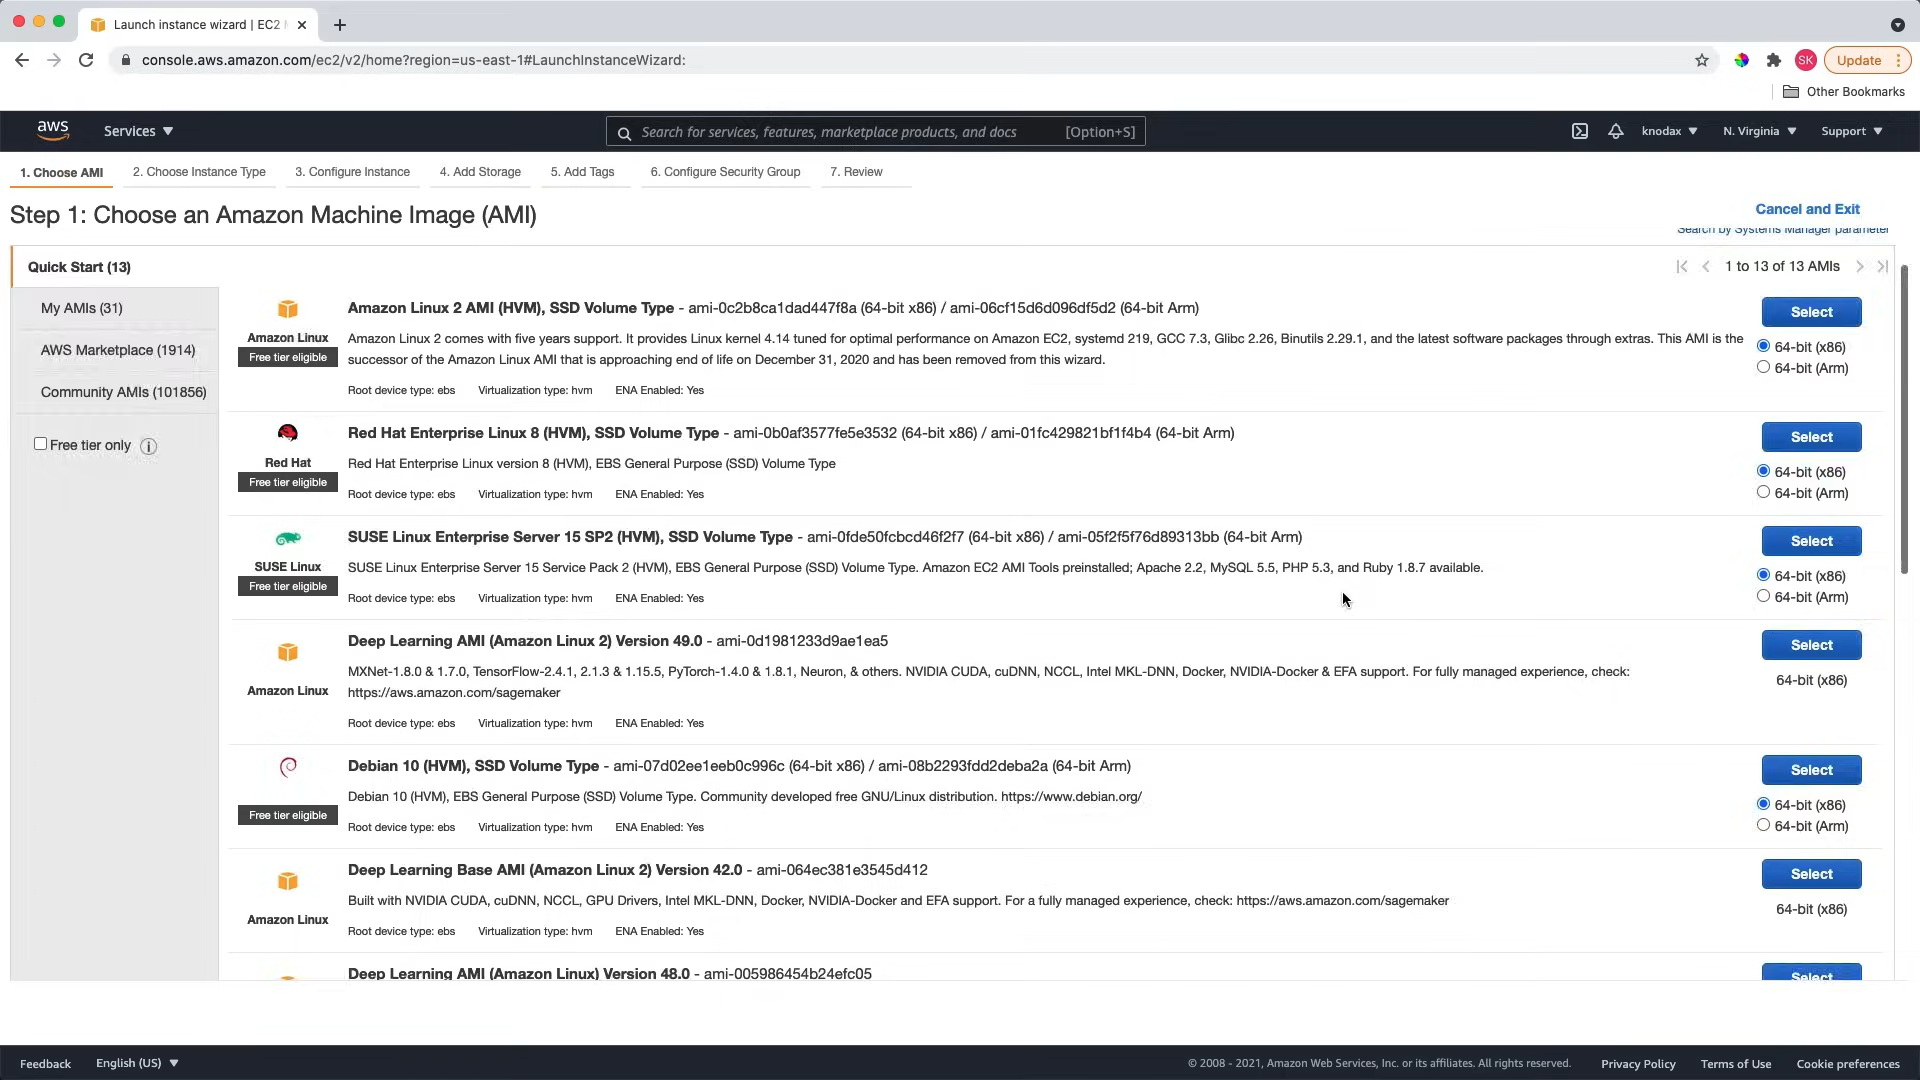 Launch instance wizard | EC2
console.aws.amazon.com/ec2/v2/home?region=us-east-1#LaunchInstanceWizard:
SK
Update
Other Bookmarks
aws
Services
Search for services, features, marketplace products, and docs [Option+S]
knodax
N. Virginia
Support
1. Choose AMI
2. Choose Instance Type
3. Configure Instance
4. Add Storage
5. Add Tags
6. Configure Security Group
7. Review
Step 1: Choose an Amazon Machine Image (AMI)
Cancel and Exit
Search by Systems Manager parameter
Quick Start (13)
1 to 13 of 13 AMIs
My AMIs (31)
AWS Marketplace (1914)
Community AMIs (101856)
Free tier only
Amazon Linux
Free tier eligible
Amazon Linux 2 AMI (HVM), SSD Volume Type - ami-0c2b8ca1dad447f8a (64-bit x86) / ami-06cf15d6d096df5d2 (64-bit Arm)
Amazon Linux 2 comes with five years support. It provides Linux kernel 4.14 tuned for optimal performance on Amazon EC2, systemd 219, GCC 7.3, Glibc 2.26, Binutils 2.29.1, and the latest software packages through extras. This AMI is the
successor of the Amazon Linux AMI that is approaching end of life on December 31, 2020 and has been removed from this wizard.
Root device type: ebs Virtualization type: hvm ENA Enabled: Yes
Select
64-bit (x86)
64-bit (Arm)
Red Hat
Free tier eligible
Red Hat Enterprise Linux 8 (HVM), SSD Volume Type - ami-0b0af3577fe5e3532 (64-bit x86) / ami-01fc429821bf1f4b4 (64-bit Arm)
Red Hat Enterprise Linux version 8 (HVM), EBS General Purpose (SSD) Volume Type
Root device type: ebs Virtualization type: hvm ENA Enabled: Yes
Select
64-bit (x86)
64-bit (Arm)
SUSE Linux
Free tier eligible
SUSE Linux Enterprise Server 15 SP2 (HVM), SSD Volume Type - ami-0fde50fcbcd46f2f7 (64-bit x86) / ami-05f2f5f76d89313bb (64-bit Arm)
SUSE Linux Enterprise Server 15 Service Pack 2 (HVM), EBS General Purpose (SSD) Volume Type. Amazon EC2 AMI Tools preinstalled; Apache 2.2, MySQL 5.5, PHP 5.3, and Ruby 1.8.7 available.
Root device type: ebs Virtualization type: hvm ENA Enabled: Yes
Select
64-bit (x86)
64-bit (Arm)
Amazon Linux
Deep Learning AMI (Amazon Linux 2) Version 49.0 - ami-0d1981233d9ae1ea5
MXNet-1.8.0 & 1.7.0, TensorFlow-2.4.1, 2.1.3 & 1.15.5, PyTorch-1.4.0 & 1.8.1, Neuron, & others. NVIDIA CUDA, cuDNN, NCCL, Intel MKL-DNN, Docker, NVIDIA-Docker & EFA support. For fully managed experience, check:
https://aws.amazon.com/sagemaker
Root device type: ebs Virtualization type: hvm ENA Enabled: Yes
Select
64-bit (x86)
Free tier eligible
Debian 10 (HVM), SSD Volume Type - ami-07d02ee1eeb0c996c (64-bit x86) / ami-08b2293fdd2deba2a (64-bit Arm)
Debian 10 (HVM), EBS General Purpose (SSD) Volume Type. Community developed free GNU/Linux distribution. https://www.debian.org/
Root device type: ebs Virtualization type: hvm ENA Enabled: Yes
Select
64-bit (x86)
64-bit (Arm)
Amazon Linux
Deep Learning Base AMI (Amazon Linux 2) Version 42.0 - ami-064ec381e3545d412
Built with NVIDIA CUDA, cuDNN, NCCL, GPU Drivers, Intel MKL-DNN, Docker, NVIDIA-Docker and EFA support. For a fully managed experience, check: https://aws.amazon.com/sagemaker
Root device type: ebs Virtualization type: hvm ENA Enabled: Yes
Select
64-bit (x86)
Deep Learning AMI (Amazon Linux) Version 48.0 - ami-005986454b24efc05
Select
Feedback
English (US)
© 2008 - 2021, Amazon Web Services, Inc. or its affiliates. All rights reserved.
Privacy Policy
Terms of Use
Cookie preferences